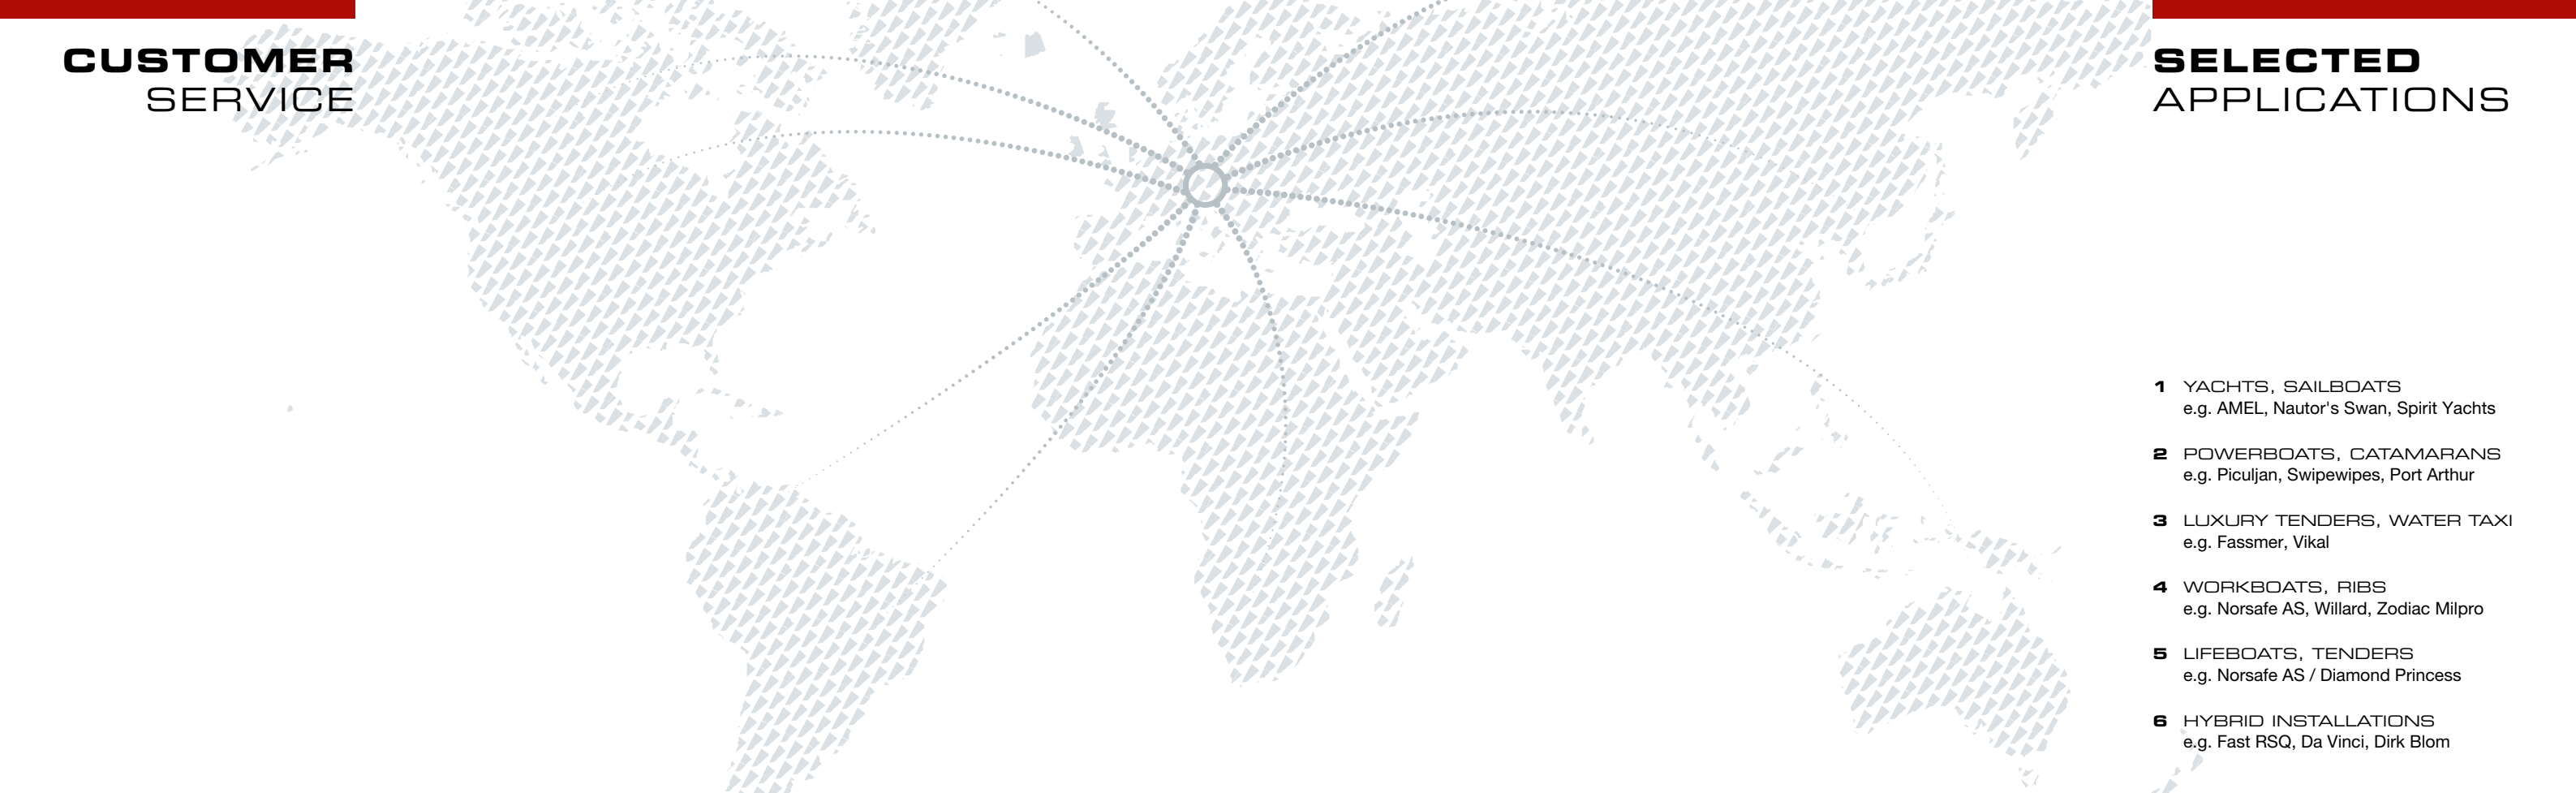 CUSTOMER
SERVICE
SELECTED
APPLICATIONS
1 YACHTS, SAILBOATS
e.g. AMEL, Nautor's Swan, Spirit Yachts
2 POWERBOATS, CATAMARANS
e.g. Piculjan, Swipewipes, Port Arthur
3 LUXURY TENDERS, WATER TAXI
e.g. Fassmer, Vikal
4 WORKBOATS, RIBS
e.g. Norsafe AS, Willard, Zodiac Milpro
5 LIFEBOATS, TENDERS
e.g. Norsafe AS / Diamond Princess
6 HYBRID INSTALLATIONS
e.g. Fast RSQ, Da Vinci, Dirk Blom